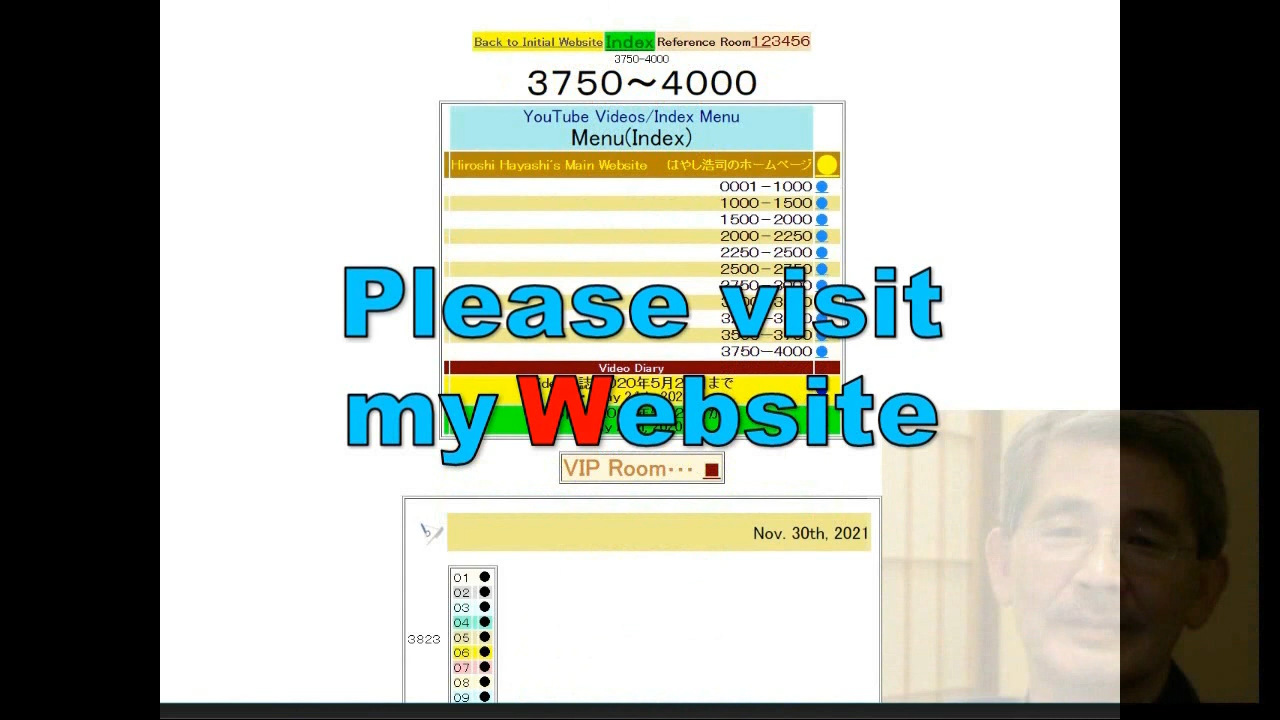 Back to Initial Website Index Reference Room123456
3750-4000
3750～4000
YouTube Videos/Index Menu
Menu(Index)
Hiroshi Hayashi's Main Website はやし浩司のホームページ
0001－1000
1000－1500
1500－2000
2000－2250
2250－2500
2500－2750
3750－4000
Video Diary
Please visit
my Website
VIP Room･･･
Nov. 30th, 2021
01
02
03
04
3823
05
06
07
08
09